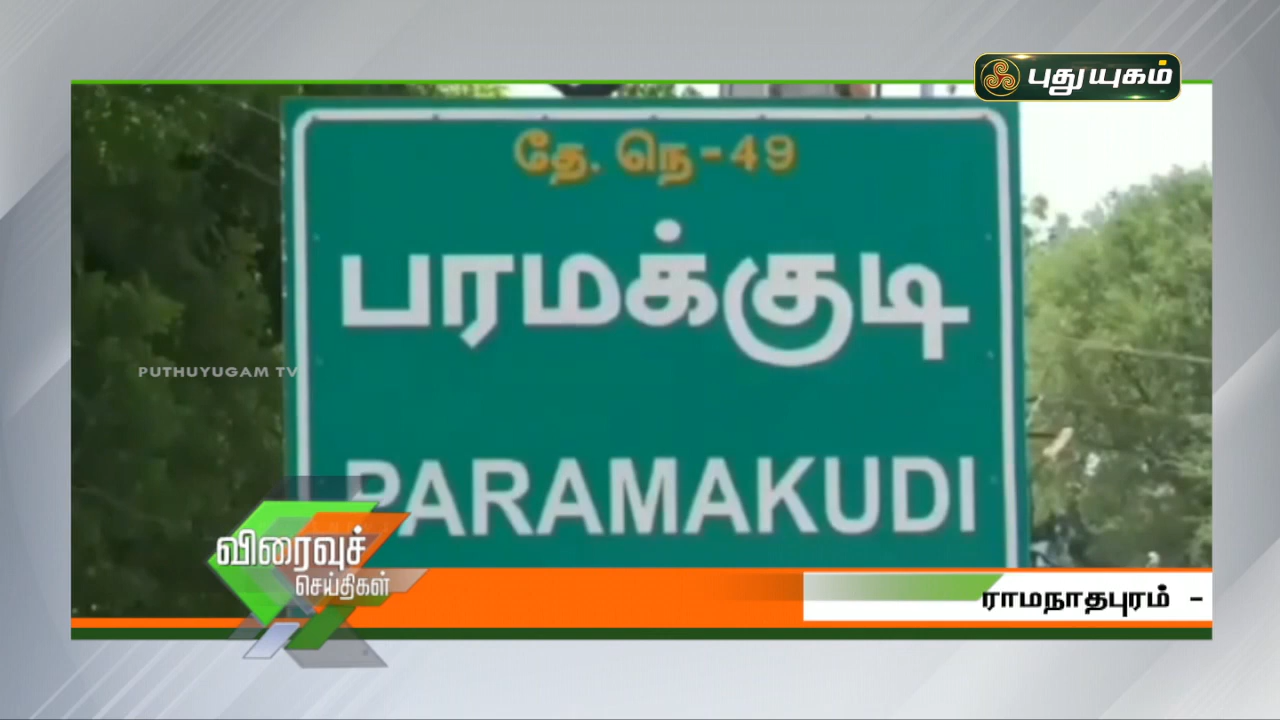 புதுயுகம்
தே. நெ-49
பரமக்குடி
PUTHUYUGAM TV
PARAMAKUDI
விரைவுச்
செய்திகள்
ராமநாதபுரம் -